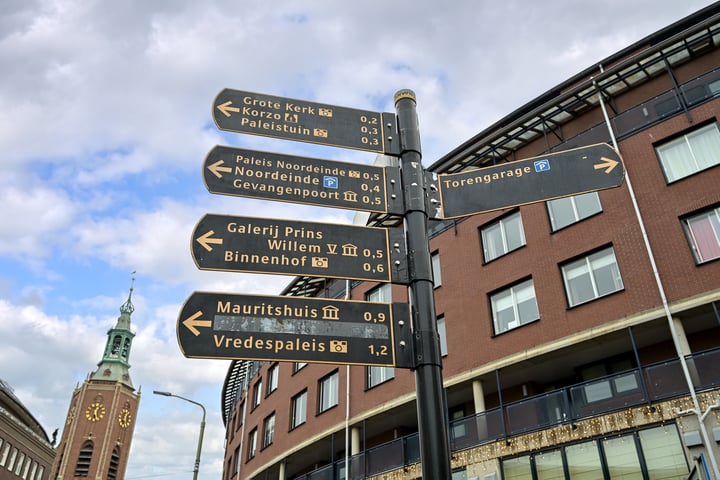 Grote Kerk 0,2
Korzo 0,3
Paleistuin 0,3
Paleis Noordeinde 0,5
Noordeinde P 0,4
Gevangenpoort 0,5
Torengarage P
Galerij Prins
Willem V 0,5
Binnenhof 0,6
Mauritshuis 0,9
Vredespaleis 1,2